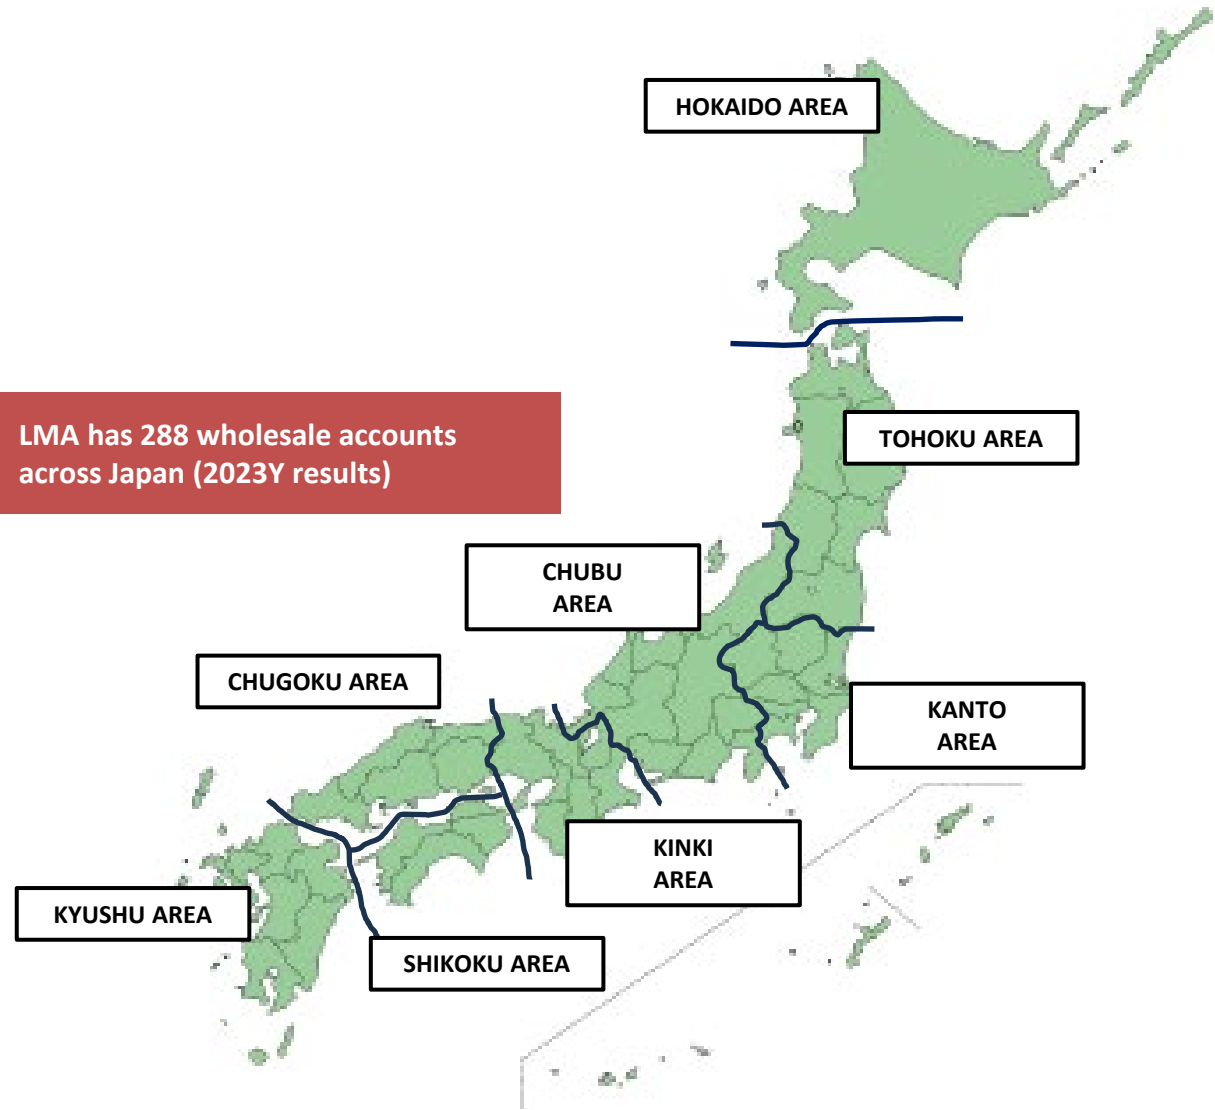 HOKAIDO AREA
TOHOKU AREA
LMA has 288 wholesale accounts
across Japan (2023Y results)
CHUBU
AREA
CHUGOKU AREA
KANTO
AREA
KINKI
AREA
KYUSHU AREA
SHIKOKU AREA